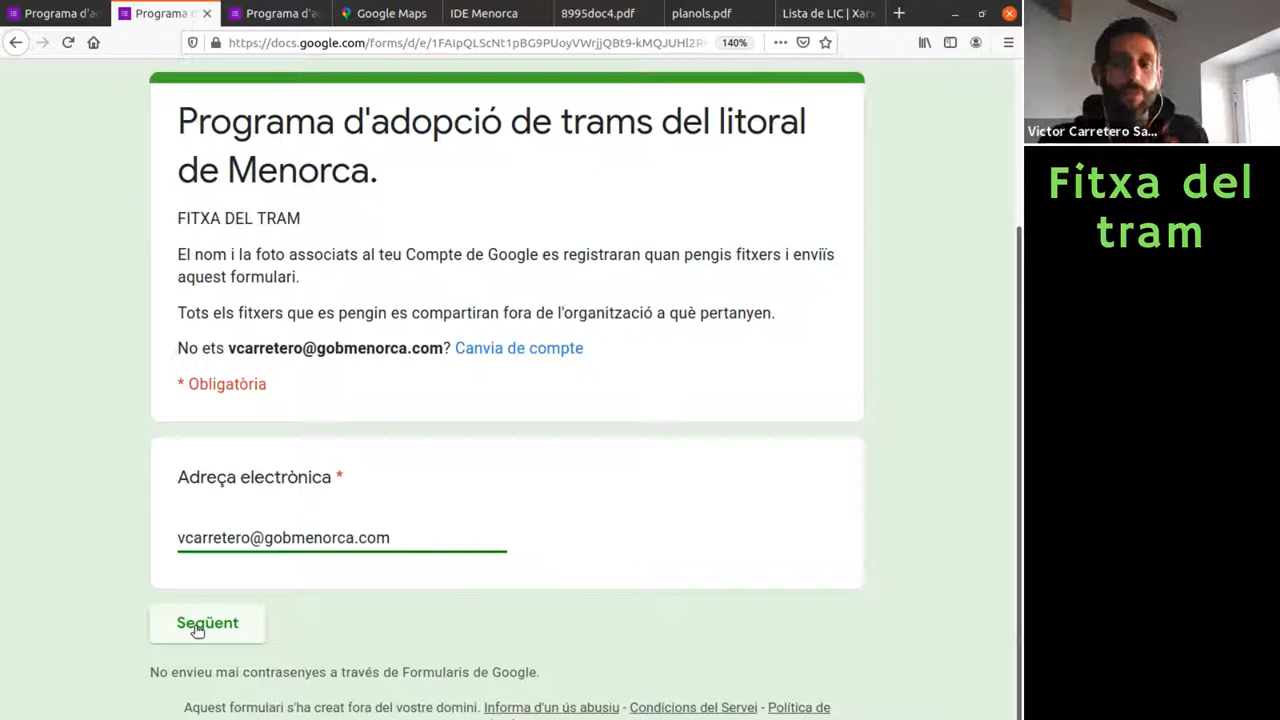 Programa d'a
Programa d'
Programa d'a
Google Maps
IDE Menorca
8995doc4.pdf
planols.pdf
Lista de LIC | Xar
https://docs.google.com/forms/d/e/
140%
Programa d'adopció de trams del litoral
de Menorca.
FITXA DEL TRAM
El nom i la foto associats al teu Compte de Google es registraran quan pengis fitxers i enviïs
aquest formulari.
Tots els fitxers que es pengin es compartiran fora de l'organització a què pertanyen.
No ets vcarretero@gobmenorca.com? Canvia de compte
* Obligatòria
Adreça electrònica *
vcarretero@gobmenorca.com
Següent
No envieu mai contrasenyes a través de Formularis de Google.
Aquest formulari s'ha creat fora del vostre domini. Informa d'un ús abusiu - Condicions del Servei - Política de
Victor Carretero Sa...
Fitxa del
tram